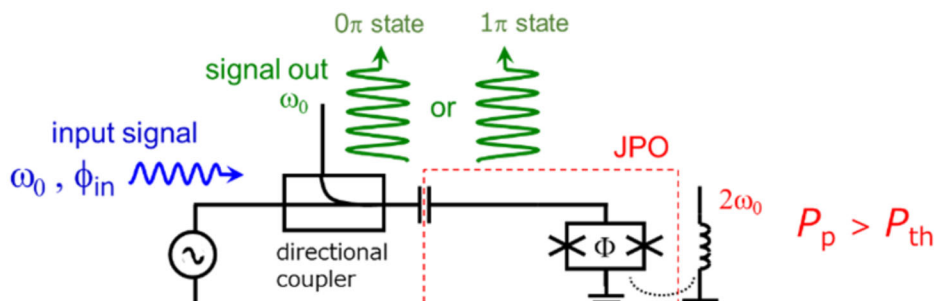 0π state
1π state
signal out
ω₀
or
input signal
ω₀ , ϕin
JPO
2ω₀
Pp > Pth
directional
coupler
Φ